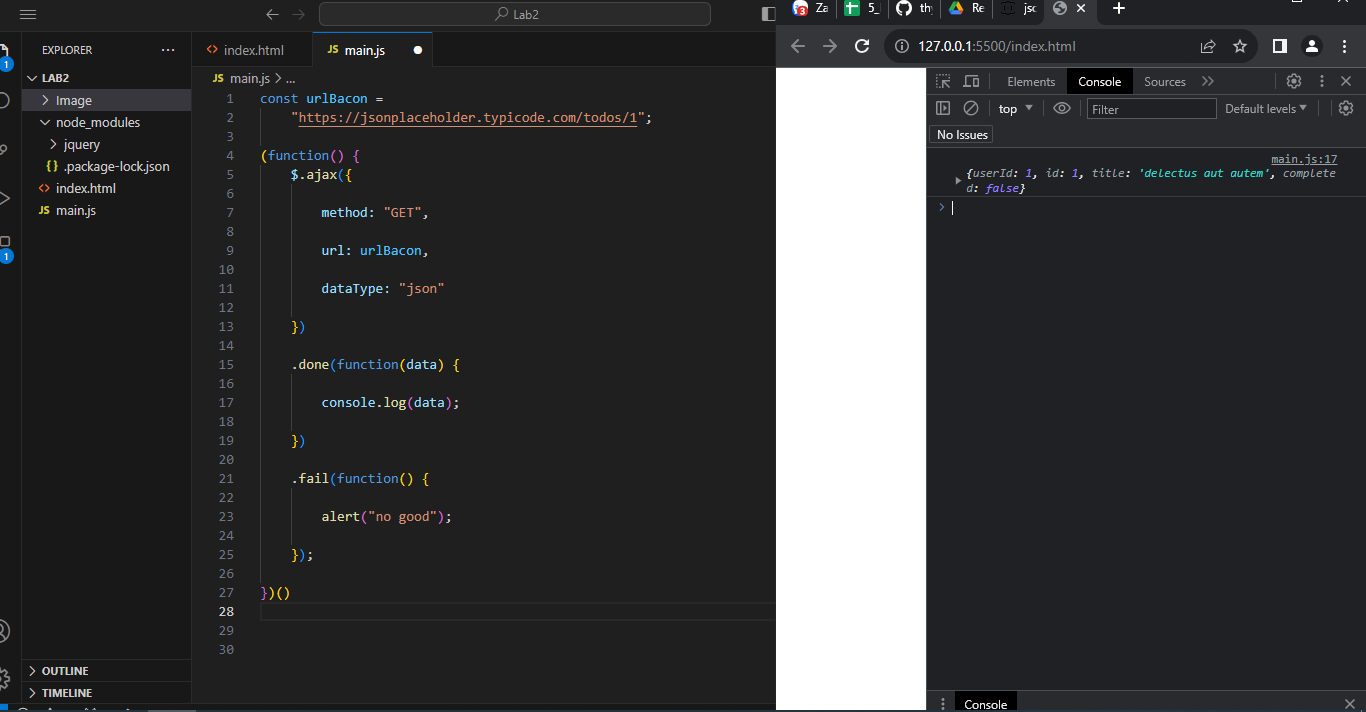 Lab2
Za
5_
thy
Re
jsc
127.0.0.1:5500/index.html
1
1
EXPLORER
LAB2
Image
node_modules
jquery
{} .package-lock.json
<> index.html
JS main.js
OUTLINE
TIMELINE
<> index.html
JS main.js
JS main.js > ...
1 const urlBacon =
2 "https://jsonplaceholder.typicode.com/todos/1";
3
4 (function() {
5 $.ajax({
6
7 method: "GET",
8
9 url: urlBacon,
10
11 dataType: "json"
12
13 })
14
15 .done(function(data) {
16
17 console.log(data);
18
19 })
20
21 .fail(function() {
22
23 alert("no good");
24
25 });
26
27 })()
28
29
30
Elements
Console
Sources
top
Filter
Default levels
No Issues
main.js:17
{userId: 1, id: 1, title: 'delectus aut autem', complete
d: false}
Console